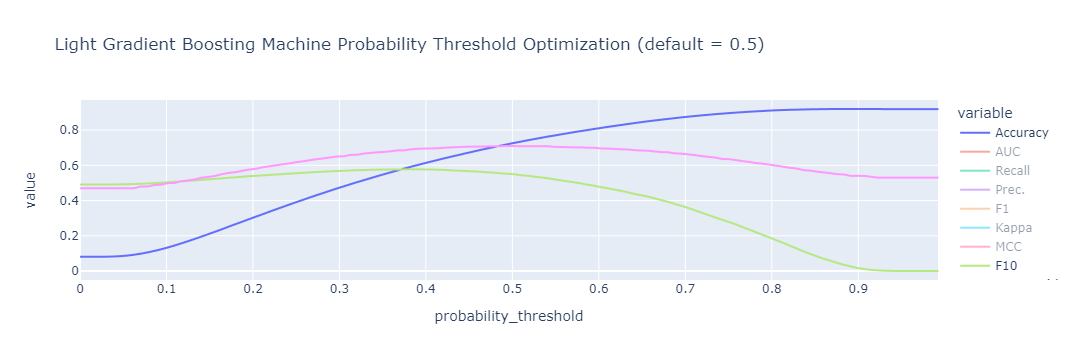 Light Gradient Boosting Machine Probability Threshold Optimization (default = 0.5)
variable
Accuracy
AUC
Recall
Prec.
F1
Kappa
MCC
F10
value
0.8
0.6
0.4
0.2
0
0 0.1 0.2 0.3 0.4 0.5 0.6 0.7 0.8 0.9
probability_threshold